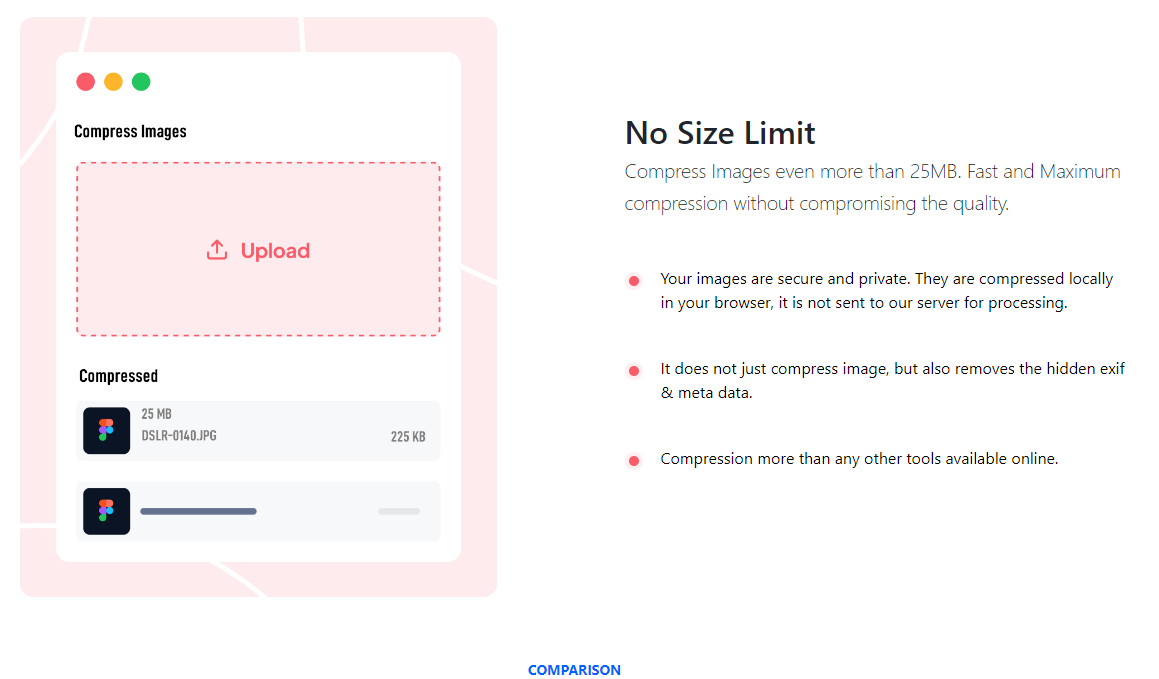 Compress Images
Upload
Compressed
25 MB
DSLR-0140.JPG
225 KB
No Size Limit
Compress Images even more than 25MB. Fast and Maximum
compression without compromising the quality.
Your images are secure and private. They are compressed locally
in your browser, it is not sent to our server for processing.
It does not just compress image, but also removes the hidden exif
& meta data.
Compression more than any other tools available online.
COMPARISON